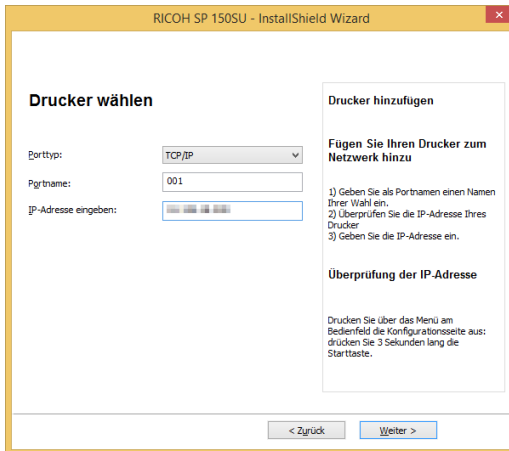 RICOH SP 150SU - InstallShield Wizard
Drucker wählen
Porttyp:
TCP/IP
Portname:
001
IP-Adresse eingeben:
Drucker hinzufügen
Fügen Sie Ihren Drucker zum
Netzwerk hinzu
1) Geben Sie als Portnamen einen Namen
Ihrer Wahl ein.
2) Überprüfen Sie die IP-Adresse Ihres
Drucker
3) Geben Sie die IP-Adresse ein.
Überprüfung der IP-Adresse
Drucken Sie über das Menü am
Bedienfeld die Konfigurationsseite aus:
drücken Sie 3 Sekunden lang die
Starttaste.
< Zurück
Weiter >